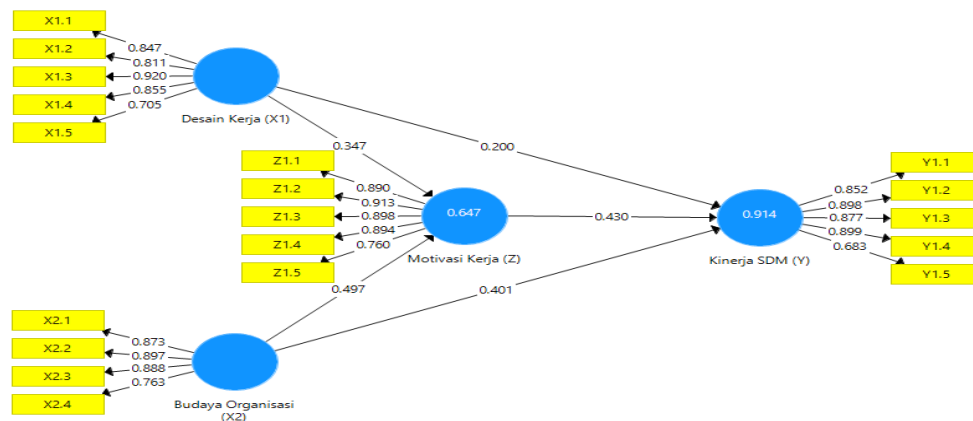 X1.1
X1.2
X1.3
X1.4
X1.5
0.847
0.811
0.920
0.855
0.705
Desain Kerja (X1)
0.347
0.200
Z1.1
Z1.2
Z1.3
Z1.4
Z1.5
0.890
0.913
0.898
0.894
0.760
0.647
Motivasi Kerja (Z)
0.430
0.497
0.401
0.914
Kinerja SDM (Y)
0.852
0.898
0.877
0.899
0.683
Y1.1
Y1.2
Y1.3
Y1.4
Y1.5
X2.1
X2.2
X2.3
X2.4
0.873
0.897
0.888
0.763
Budaya Organisasi
(X2)